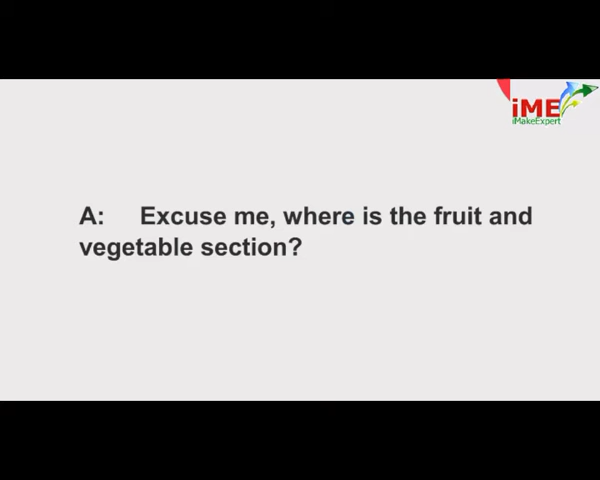 iME
iMakeExpert
A: Excuse me, where is the fruit and
vegetable section?